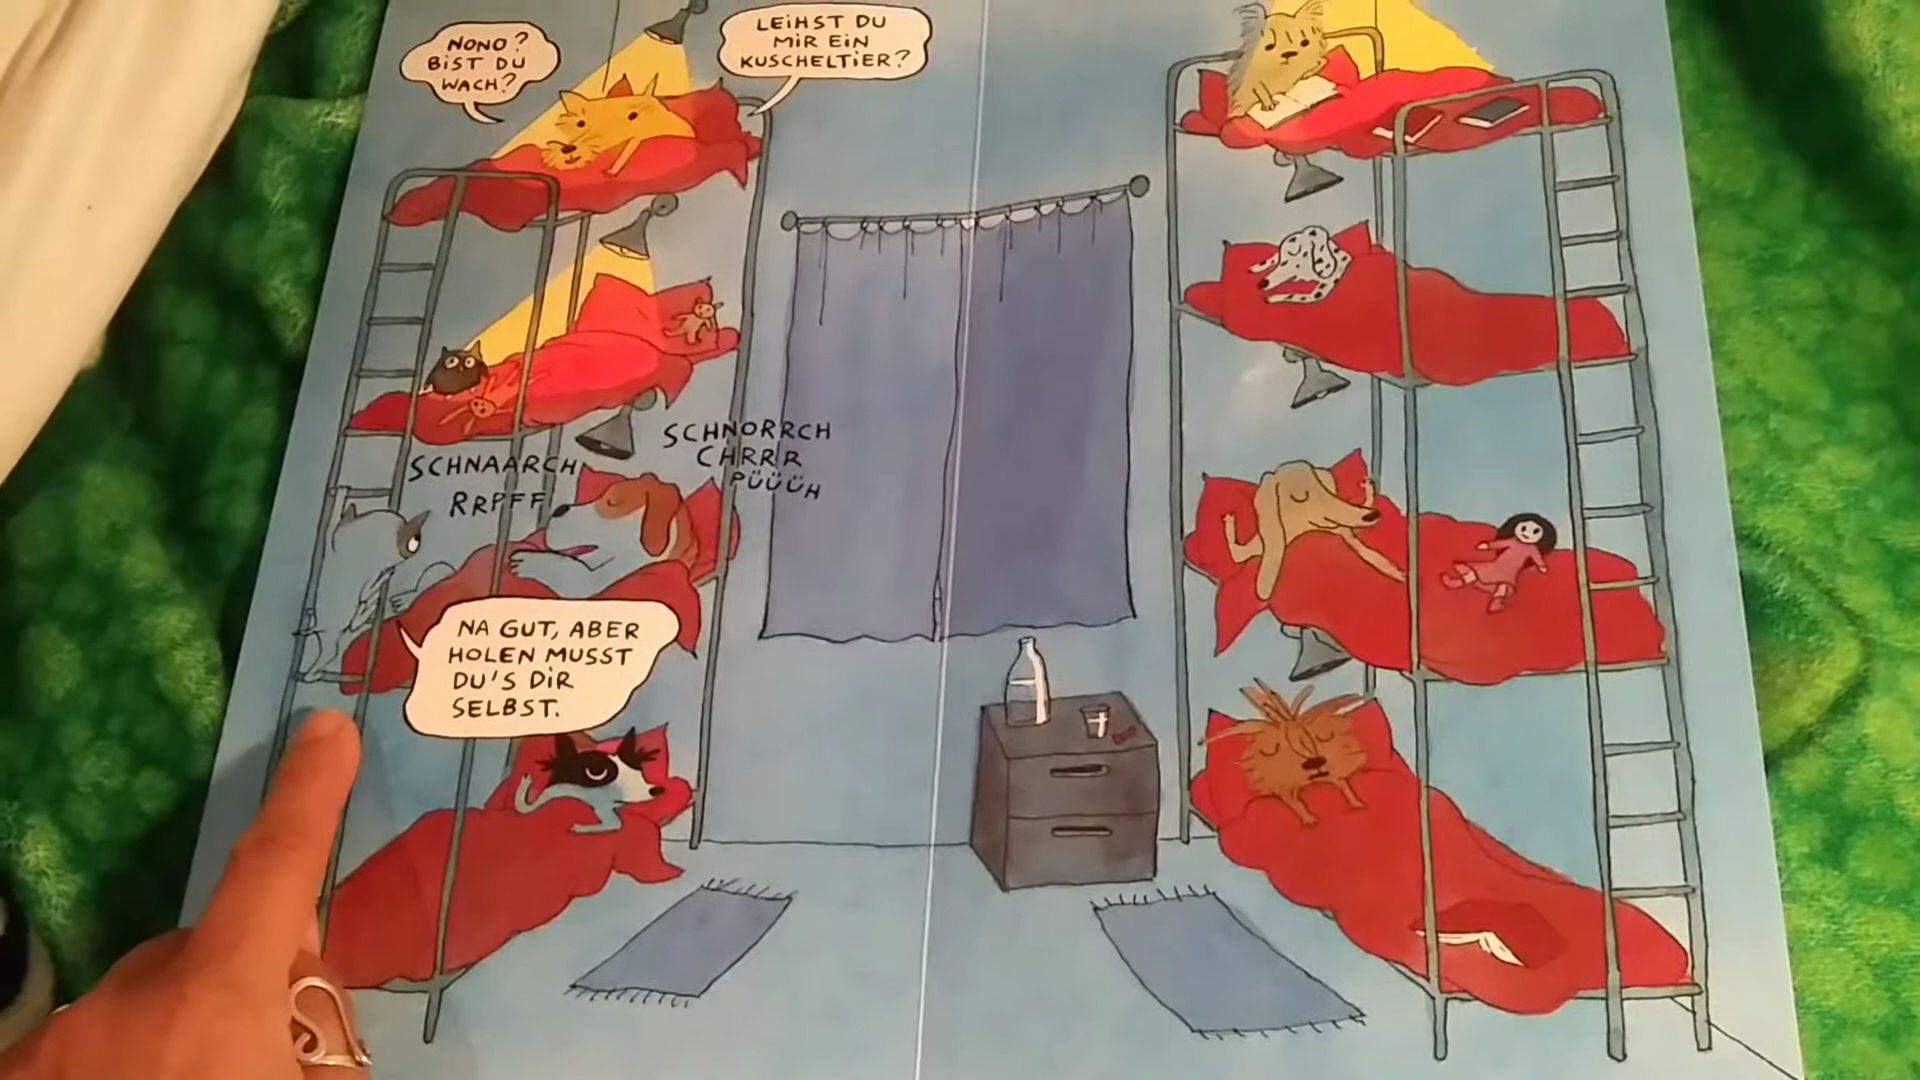 NONO?
BIST DU
WACH?
LEIHST DU
MIR EIN
KUSCHELTIER?
SCHNAARCH
RRPFF
SCHNORRCH
CHRRR
PÜÜÜH
NA GUT, ABER
HOLEN MUSST
DU'S DIR
SELBST.